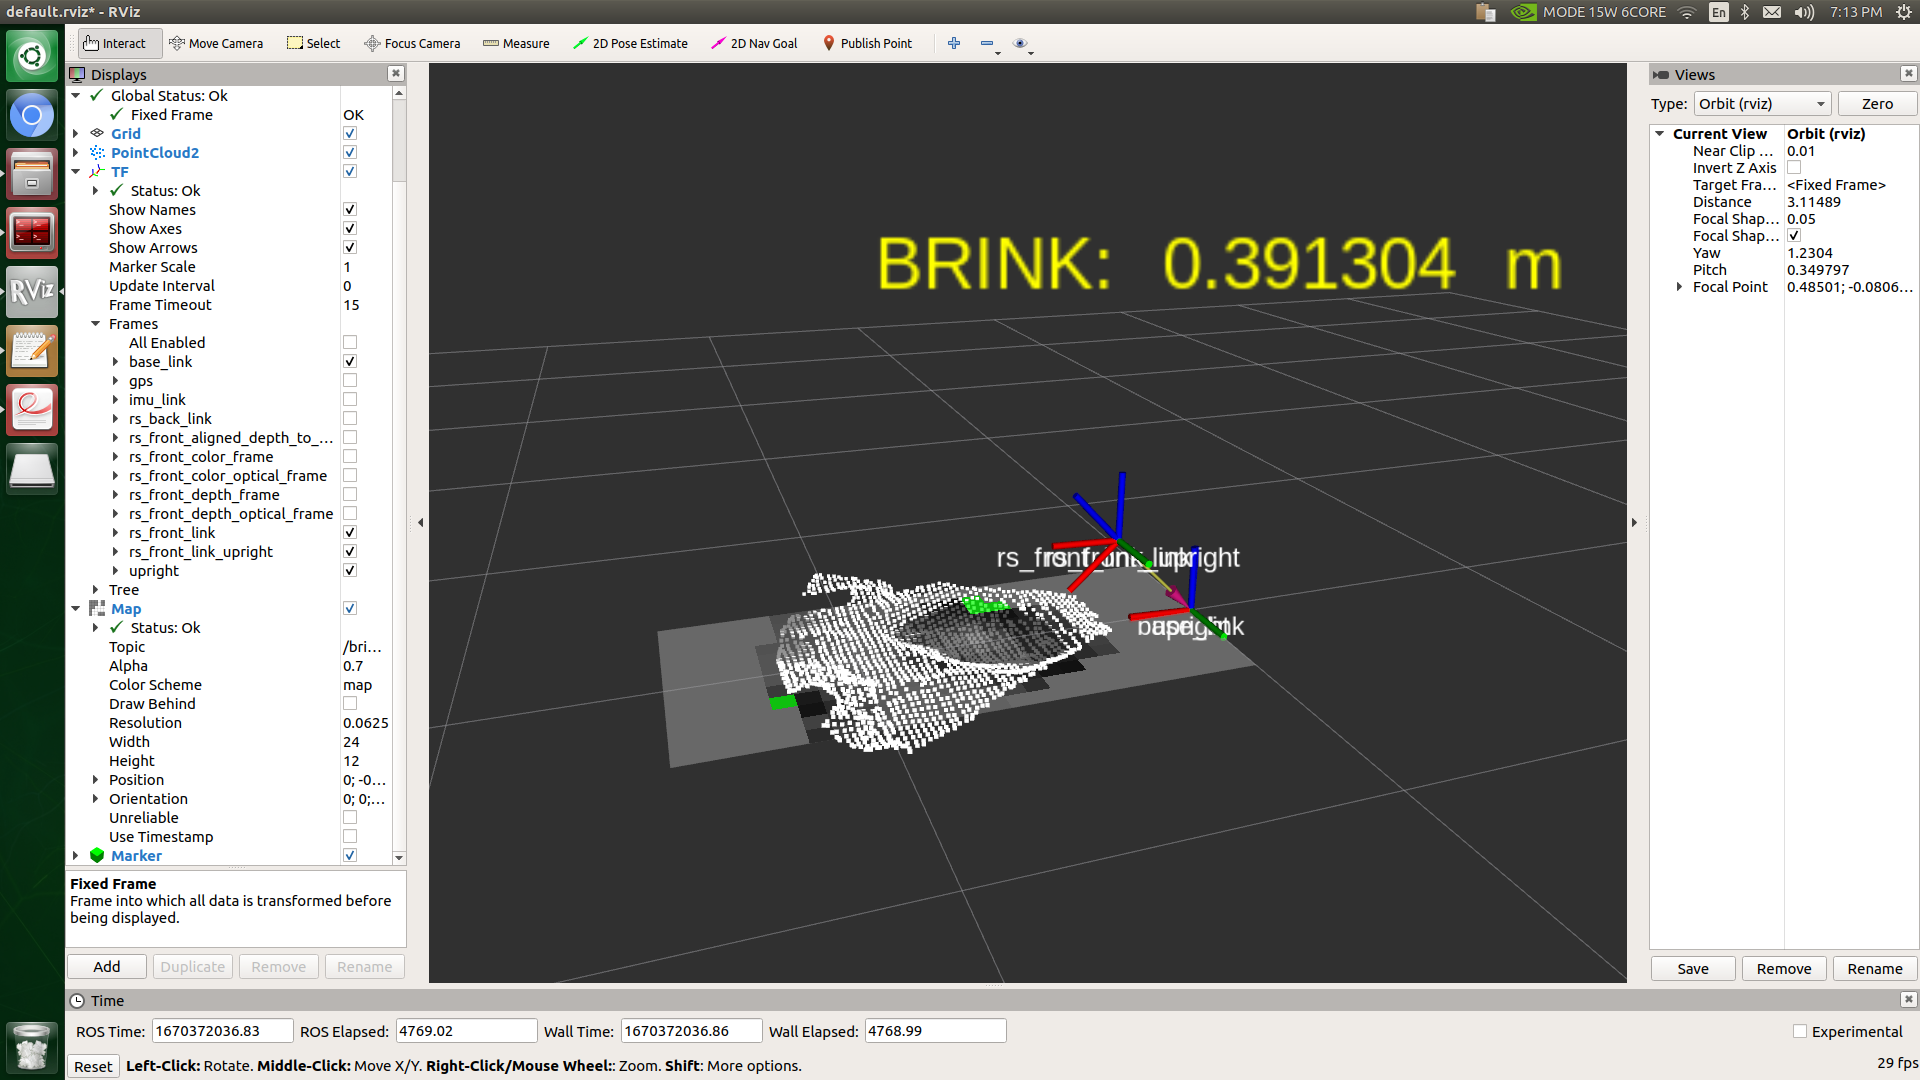 default.rviz* - RViz
MODE 15W 6CORE En 7:13 PM
Interact Move Camera Select Focus Camera Measure 2D Pose Estimate 2D Nav Goal Publish Point
Displays
Global Status: Ok
Fixed Frame OK
Grid
PointCloud2
TF
Status: Ok
Show Names
Show Axes
Show Arrows
Marker Scale 1
Update Interval 0
Frame Timeout 15
Frames
All Enabled
base_link
gps
imu_link
rs_back_link
rs_front_aligned_depth_to_...
rs_front_color_frame
rs_front_color_optical_frame
rs_front_depth_frame
rs_front_depth_optical_frame
rs_front_link
rs_front_link_upright
upright
Tree
Map
Status: Ok
Topic /bri...
Alpha 0.7
Color Scheme map
Draw Behind
Resolution 0.0625
Width 24
Height 12
Position 0; -0...
Orientation 0; 0;...
Unreliable
Use Timestamp
Marker
Fixed Frame
Frame into which all data is transformed before
being displayed.
Add Duplicate Remove Rename
RViz
BRINK: 0.391304 m
Views
Type: Orbit (rviz) Zero
Current View Orbit (rviz)
Near Clip ... 0.01
Invert Z Axis
Target Fra... <Fixed Frame>
Distance 3.11489
Focal Shap... 0.05
Focal Shap...
Yaw 1.2304
Pitch 0.349797
Focal Point 0.48501; -0.0806...
Save Remove Rename
Time
ROS Time: 1670372036.83 ROS Elapsed: 4769.02 Wall Time: 1670372036.86 Wall Elapsed: 4768.99 Experimental
Reset Left-Click: Rotate. Middle-Click: Move X/Y. Right-Click/Mouse Wheel:: Zoom. Shift: More options. 29 fps